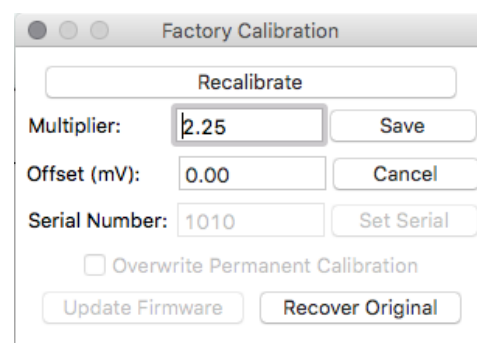 Factory Calibration
Recalibrate
Multiplier: 2.25 Save
Offset (mV): 0.00 Cancel
Serial Number: 1010 Set Serial
Overwrite Permanent Calibration
Update Firmware Recover Original